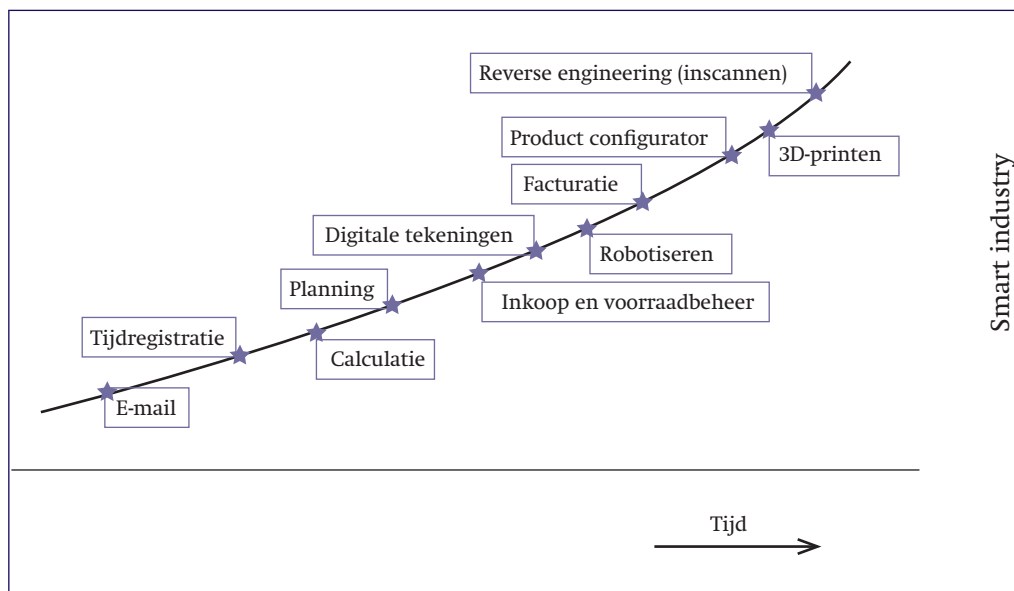 Reverse engineering (inscannen)
Product configurator
3D-printen
Facturatie
Digitale tekeningen
Robotiseren
Planning
Inkoop en voorraadbeheer
Tijdregistratie
Calculatie
E-mail
Smart industry
Tijd